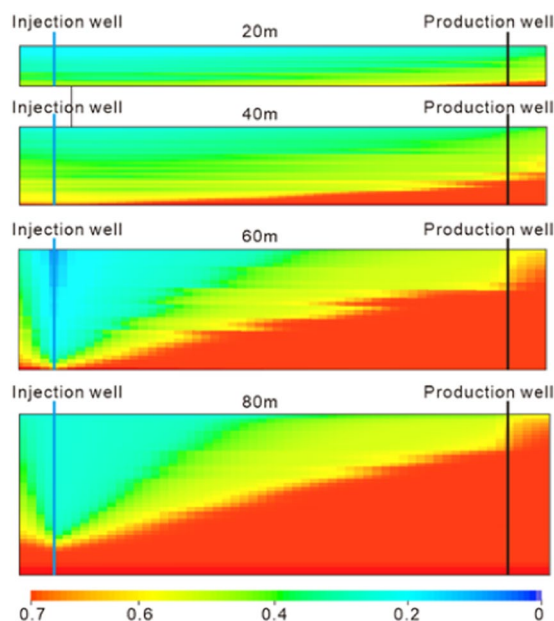 Injection well Production well
20m
Injection well Production well
40m
Injection well Production well
60m
Injection well Production well
80m
0.7 0.6 0.4 0.2 0